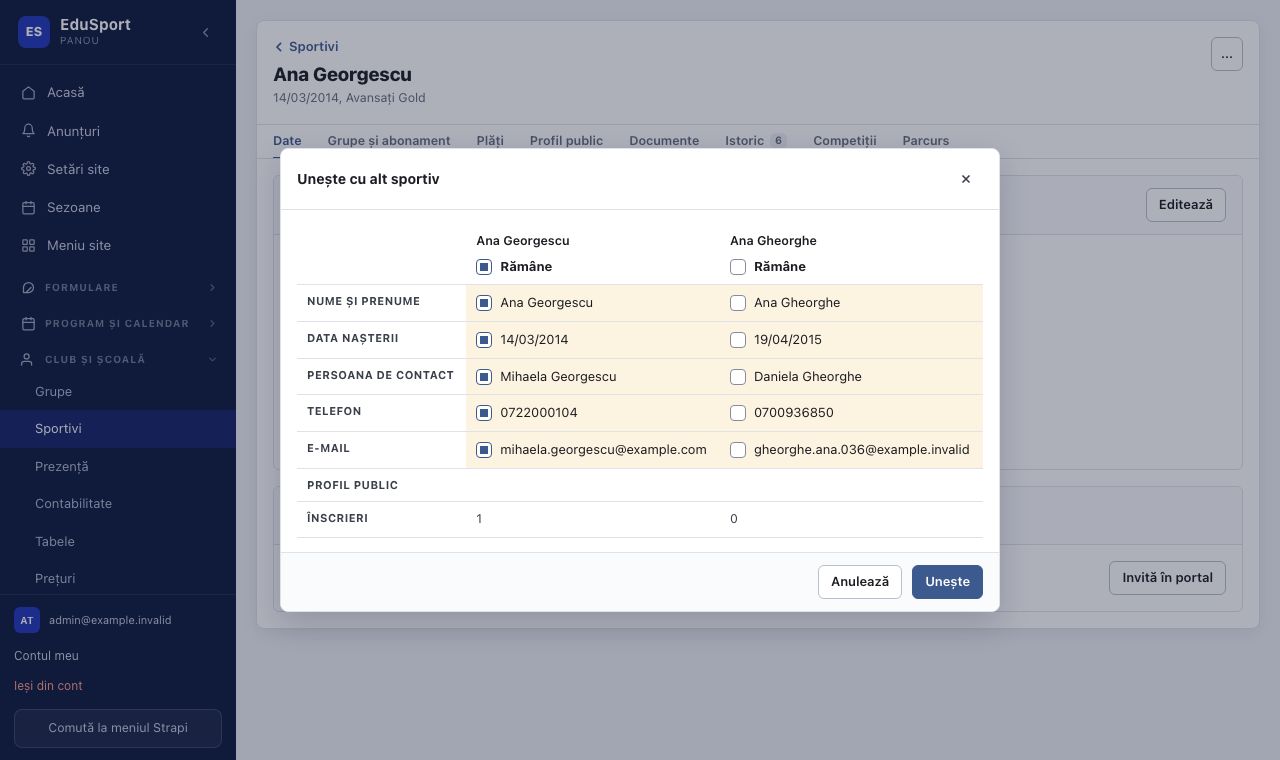 ES
EduSport
PANOU
Acasă
Anunțuri
Setări site
Sezoane
Meniu site
FORMULARE
PROGRAM ȘI CALENDAR
CLUB ȘI ȘCOALĂ
Grupe
Sportivi
Prezență
Contabilitate
Tabele
Prețuri
AT admin@example.invalid
Contul meu
Ieși din cont
Comută la meniul Strapi
Sportivi
...
Ana Georgescu
14/03/2014, Avansați Gold
Date Grupe și abonament Plăți Profil public Documente Istoric 6 Competiții Parcurs
Editează
Invită în portal
Unește cu alt sportiv
Ana Georgescu Ana Gheorghe
Rămâne Rămâne
NUME ȘI PRENUME Ana Georgescu Ana Gheorghe
DATA NAȘTERII 14/03/2014 19/04/2015
PERSOANA DE CONTACT Mihaela Georgescu Daniela Gheorghe
TELEFON 0722000104 0700936850
E-MAIL mihaela.georgescu@example.com gheorghe.ana.036@example.invalid
PROFIL PUBLIC
ÎNSCRIERI 1 0
Anulează Unește